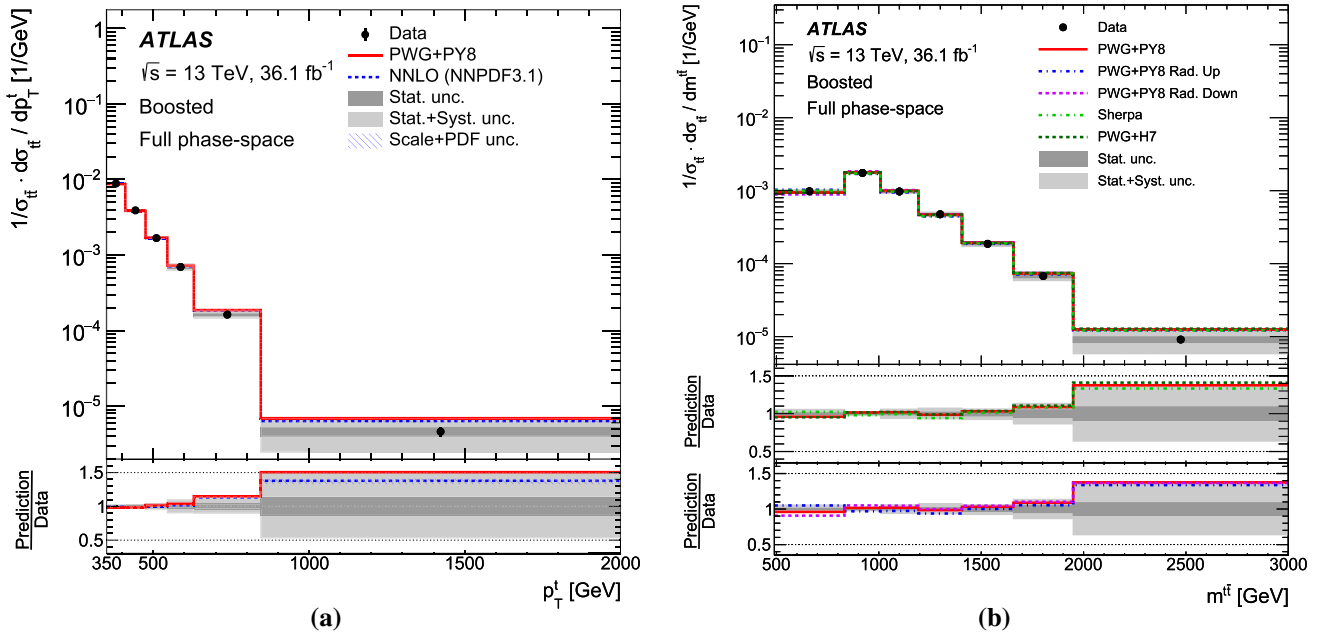 1/σ_tt̄ · dσ_tt̄ / dp_T^t [1/GeV]
10⁻¹
10⁻²
10⁻³
10⁻⁴
10⁻⁵
ATLAS
√s = 13 TeV, 36.1 fb⁻¹
Boosted
Full phase-space
Data
PWG+PY8
NNLO (NNPDF3.1)
Stat. unc.
Stat.+Syst. unc.
Scale+PDF unc.
Prediction
Data
1.5
1
0.5
350 500 1000 1500 2000
p_T^t [GeV]
(a)
1/σ_tt̄ · dσ_tt̄ / dm^tt̄ [1/GeV]
10⁻¹
10⁻²
10⁻³
10⁻⁴
10⁻⁵
ATLAS
√s = 13 TeV, 36.1 fb⁻¹
Boosted
Full phase-space
Data
PWG+PY8
PWG+PY8 Rad. Up
PWG+PY8 Rad. Down
Sherpa
PWG+H7
Stat. unc.
Stat.+Syst. unc.
Prediction
Data
1.5
1
0.5
Prediction
Data
1.5
1
0.5
490 1000 1500 2000 2500 3000
m^tt̄ [GeV]
(b)